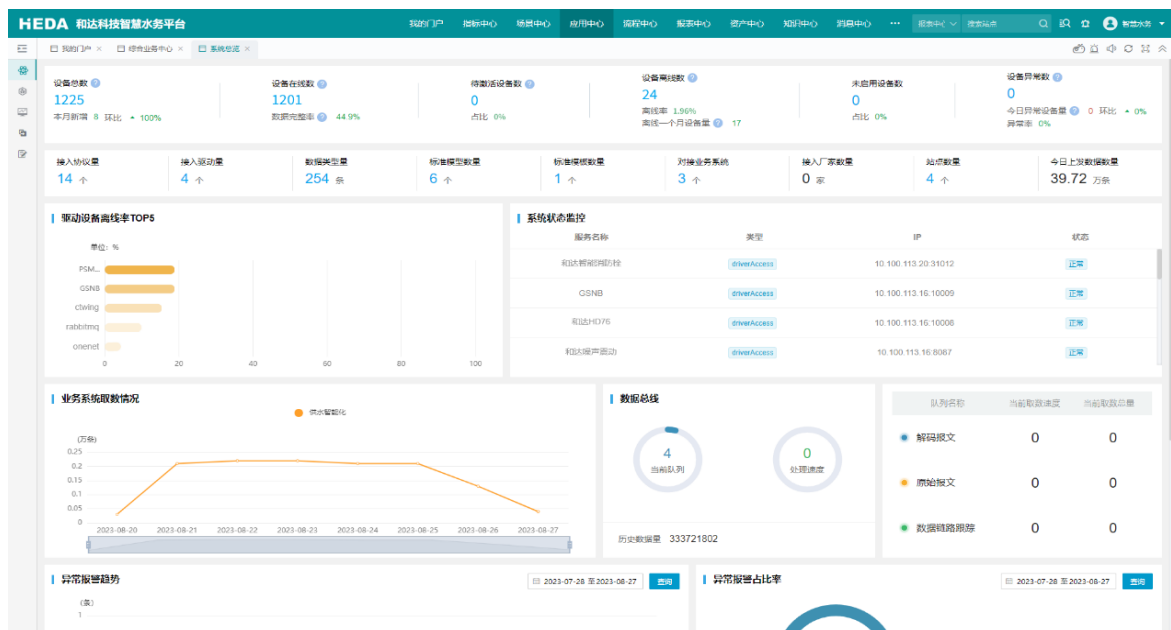 HEDA 和达科技智慧水务平台
我的门户 指标中心 场景中心 应用中心 流程中心 报表中心 资产中心 知识中心 消息中心 ··· 报表中心 搜索站点 智慧水务
我的门户 × 综合业务中心 × 系统总览 ×
设备总数 设备在线数 待激活设备数 设备离线数 未启用设备数 设备异常数
1225 1201 0 24 0 0
本月新增 8 环比 100% 数据完整率 44.9% 占比 0% 离线率 1.96% 占比 0% 今日异常设备量 0 环比 0%
离线一个月设备量 17 异常率 0%
接入协议量 接入驱动量 数据类型量 标准模型数量 标准模板数量 对接业务系统 接入厂家数量 站点数量 今日上发数据数量
14 个 4 个 254 条 6 个 1 个 3 个 0 家 4 个 39.72 万条
驱动设备离线率TOP5
单位: %
PSM...
GSNB
ctwing
rabbitmq
onenet
0 20 40 60 80 100
系统状态监控
服务名称 类型 IP 状态
和达智能消防栓 driverAccess 10.100.113.20:31012 正常
GSNB driverAccess 10.100.113.16:10009 正常
和达HD76 driverAccess 10.100.113.16:10008 正常
和达噪声震动 driverAccess 10.100.113.16:8087 正常
业务系统取数情况
供水智能化
(万条)
0.25
0.2
0.15
0.1
0.05
0
2023-08-20 2023-08-21 2023-08-22 2023-08-23 2023-08-24 2023-08-25 2023-08-26 2023-08-27
数据总线
4 0
当前队列 处理速度
历史数据量 333721802
队列名称 当前取数速度 当前取数总量
解码报文 0 0
原始报文 0 0
数据链路跟踪 0 0
异常报警趋势 2023-07-28 至 2023-08-27 查询
(条)
1
异常报警占比率 2023-07-28 至 2023-08-27 查询